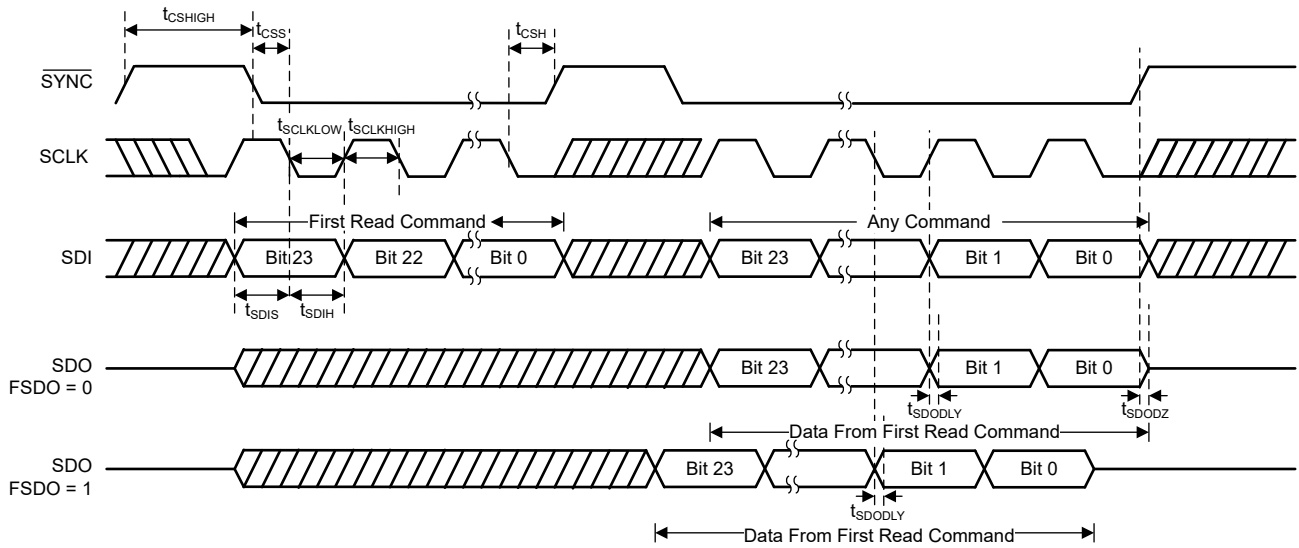 tCSHIGH
tCSS
tCSH
SYNC
tSCLKLOW
tSCLKHIGH
SCLK
First Read Command
Any Command
SDI
Bit 23
Bit 22
Bit 0
Bit 23
Bit 1
Bit 0
tSDIS
tSDIH
SDO
FSDO = 0
Bit 23
Bit 1
Bit 0
tSDODLY
tSDODZ
Data From First Read Command
SDO
FSDO = 1
Bit 23
Bit 1
Bit 0
tSDODLY
Data From First Read Command